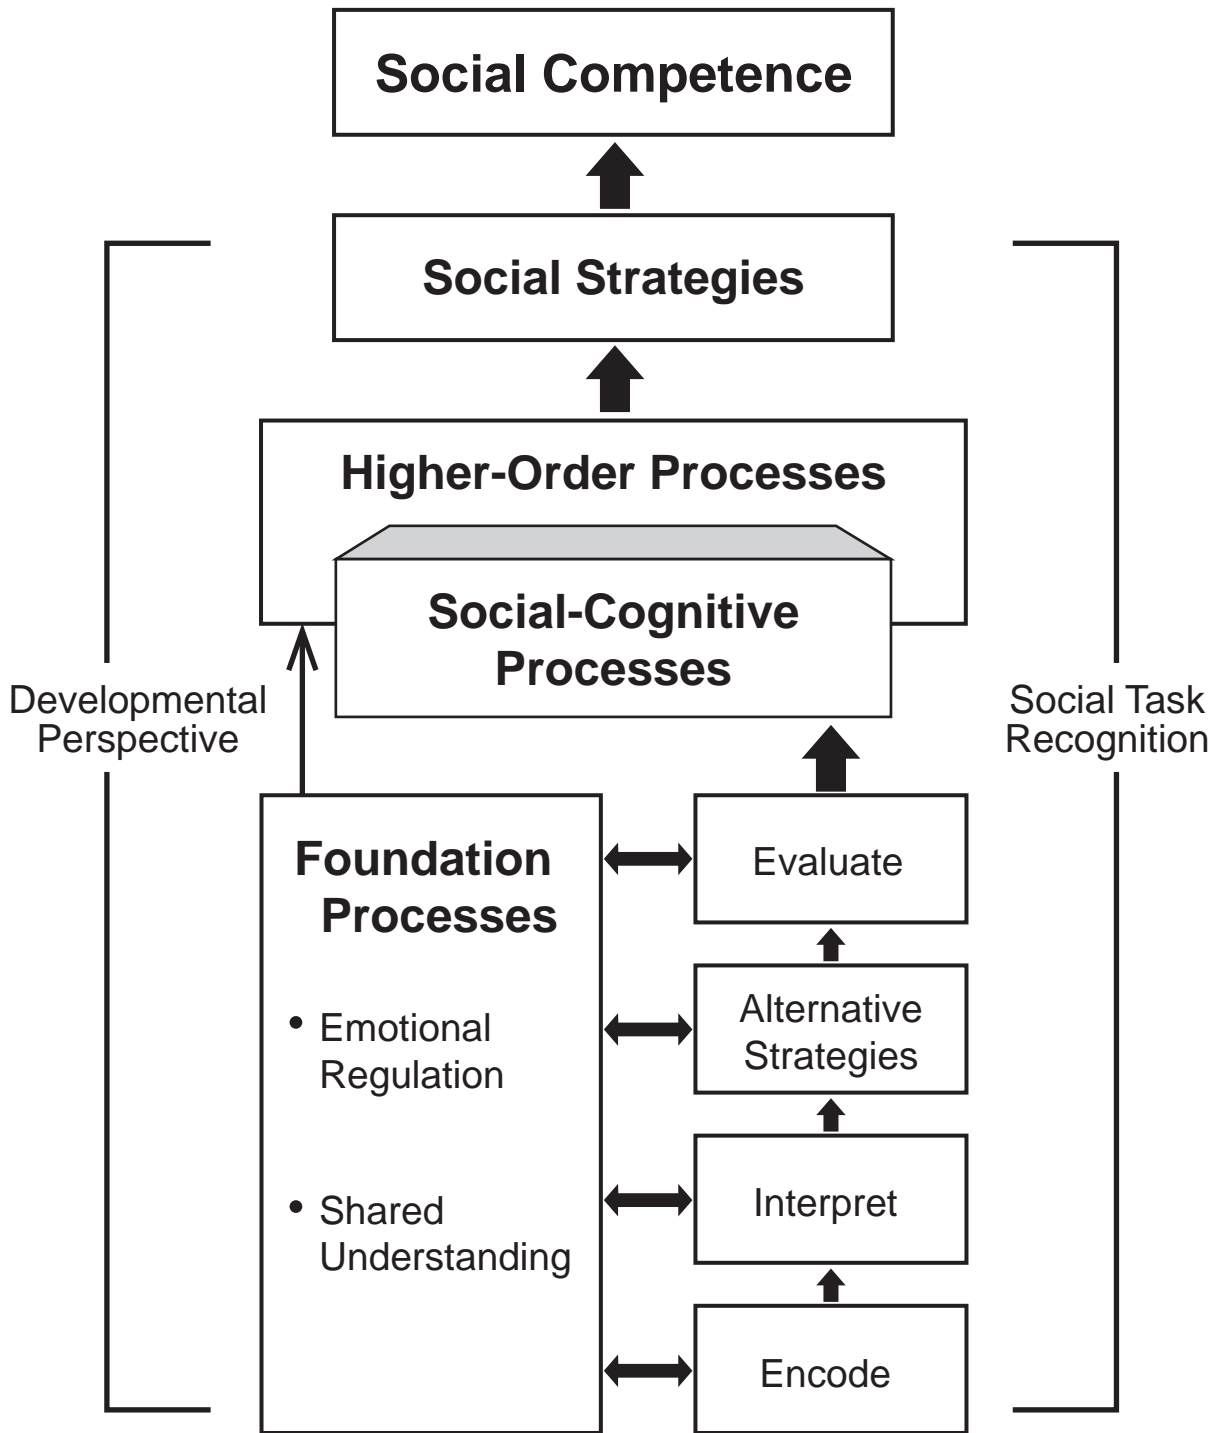 Social Competence
Social Strategies
Higher-Order Processes
Social-Cognitive
Processes
Developmental
Perspective
Social Task
Recognition
Foundation
Processes
• Emotional
Regulation
• Shared
Understanding
Evaluate
Alternative
Strategies
Interpret
Encode